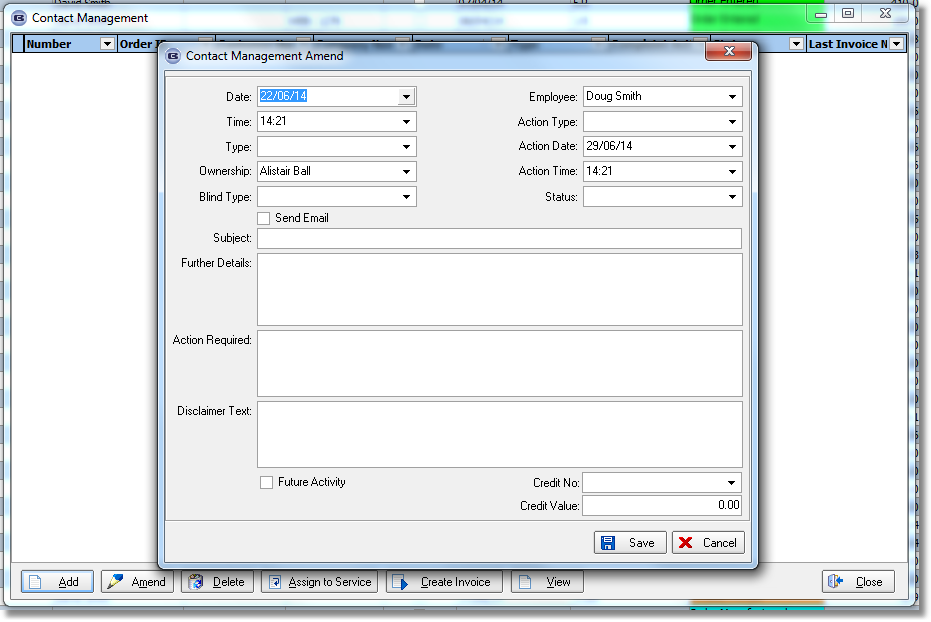 Contact Management
Number Order Last Invoice N
Contact Management Amend
Date: 22/06/14 Employee: Doug Smith
Time: 14:21 Action Type:
Type: Action Date: 29/06/14
Ownership: Alistair Ball Action Time: 14:21
Blind Type: Status:
Send Email
Subject:
Further Details:
Action Required:
Disclaimer Text:
Future Activity Credit No:
Credit Value: 0.00
Save Cancel
Add Amend Delete Assign to Service Create Invoice View Close